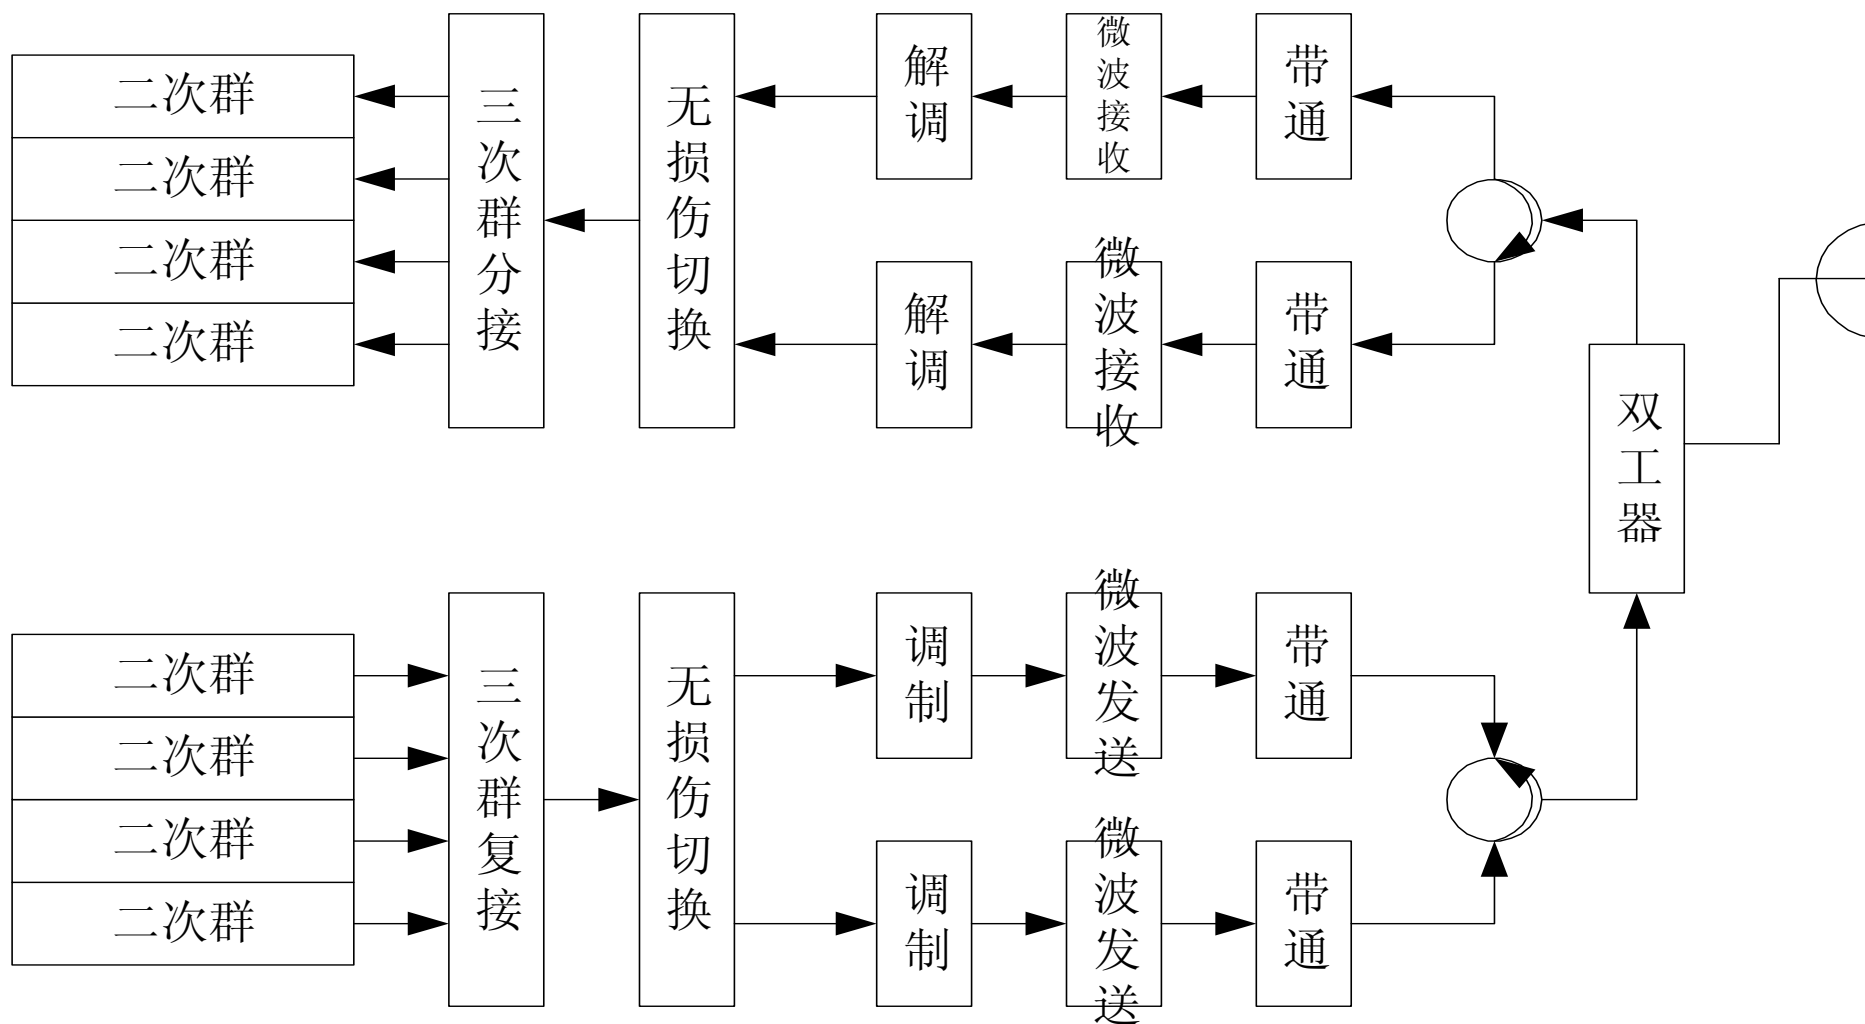 二次群
二次群
二次群
二次群
三次群分接
无损伤切换
解调
微波接收
带通
解调
微波接收
带通
双工器
二次群
二次群
二次群
二次群
三次群复接
无损伤切换
调制
微波发送
带通
调制
微波发送
带通